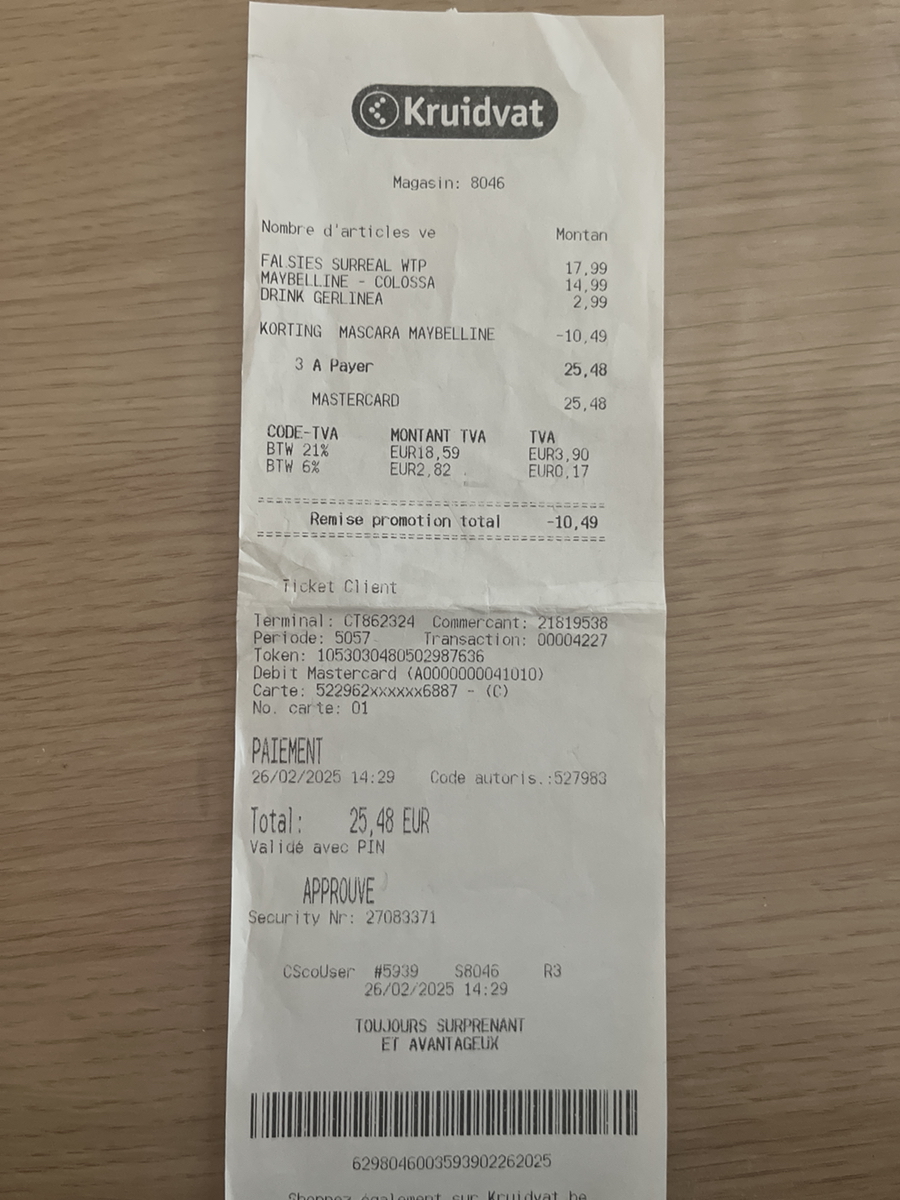 Kruidvat
Magasin: 8046
Nombre d'articles ve Montan
FALSIES SURREAL WTP 17,99
MAYBELLINE - COLOSSA 14,99
DRINK GERLINEA 2,99
KORTING MASCARA MAYBELLINE -10,49
3 A Payer 25,48
MASTERCARD 25,48
CODE-TVA MONTANT TVA TVA
BTW 21% EUR18,59 EUR3,90
BTW 6% EUR2,82 EUR0,17
=======================================
Remise promotion total -10,49
=======================================
Ticket Client
Terminal: CT862324 Commercant: 21819538
Periode: 5057 Transaction: 00004227
Token: 1053030480502987636
Debit Mastercard (A0000000041010)
Carte: 522962xxxxxx6887 - (C)
No. carte: 01
PAIEMENT
26/02/2025 14:29 Code autoris.:527983
Total: 25,48 EUR
Validé avec PIN
APPROUVE
Security Nr: 27083371
CScoUser #5939 S8046 R3
26/02/2025 14:29
TOUJOURS SURPRENANT
ET AVANTAGEUX
6298046003593902262025
Shoppez également sur Kruidvat.be